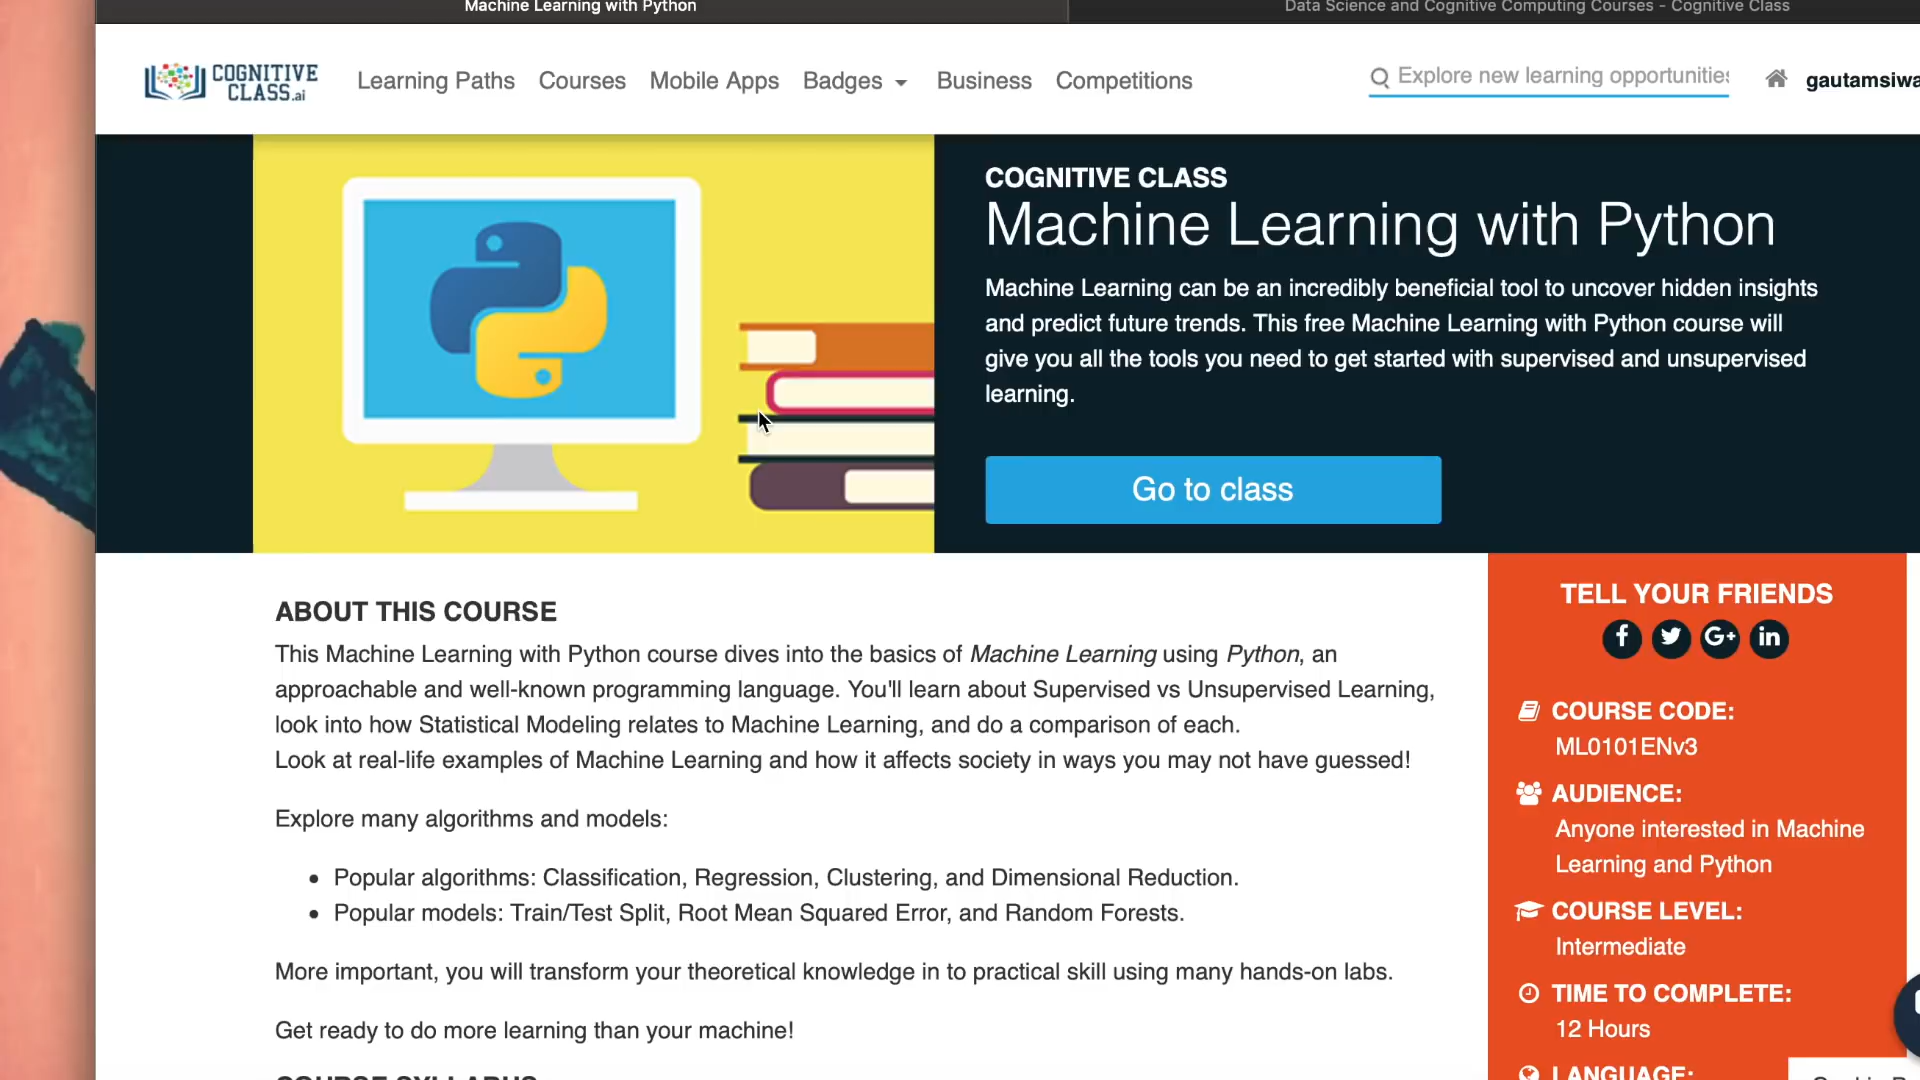 Machine Learning with Python
Data Science and Cognitive Computing Courses - Cognitive Class
COGNITIVE
CLASS.ai
Learning Paths Courses Mobile Apps Badges Business Competitions
Explore new learning opportunities
gautamsiwa
COGNITIVE CLASS
Machine Learning with Python
Machine Learning can be an incredibly beneficial tool to uncover hidden insights
and predict future trends. This free Machine Learning with Python course will
give you all the tools you need to get started with supervised and unsupervised
learning.
Go to class
ABOUT THIS COURSE
This Machine Learning with Python course dives into the basics of Machine Learning using Python, an
approachable and well-known programming language. You'll learn about Supervised vs Unsupervised Learning,
look into how Statistical Modeling relates to Machine Learning, and do a comparison of each.
Look at real-life examples of Machine Learning and how it affects society in ways you may not have guessed!
Explore many algorithms and models:
• Popular algorithms: Classification, Regression, Clustering, and Dimensional Reduction.
• Popular models: Train/Test Split, Root Mean Squared Error, and Random Forests.
More important, you will transform your theoretical knowledge in to practical skill using many hands-on labs.
Get ready to do more learning than your machine!
COURSE SYLLABUS
TELL YOUR FRIENDS
COURSE CODE:
ML0101ENv3
AUDIENCE:
Anyone interested in Machine
Learning and Python
COURSE LEVEL:
Intermediate
TIME TO COMPLETE:
12 Hours
LANGUAGE: